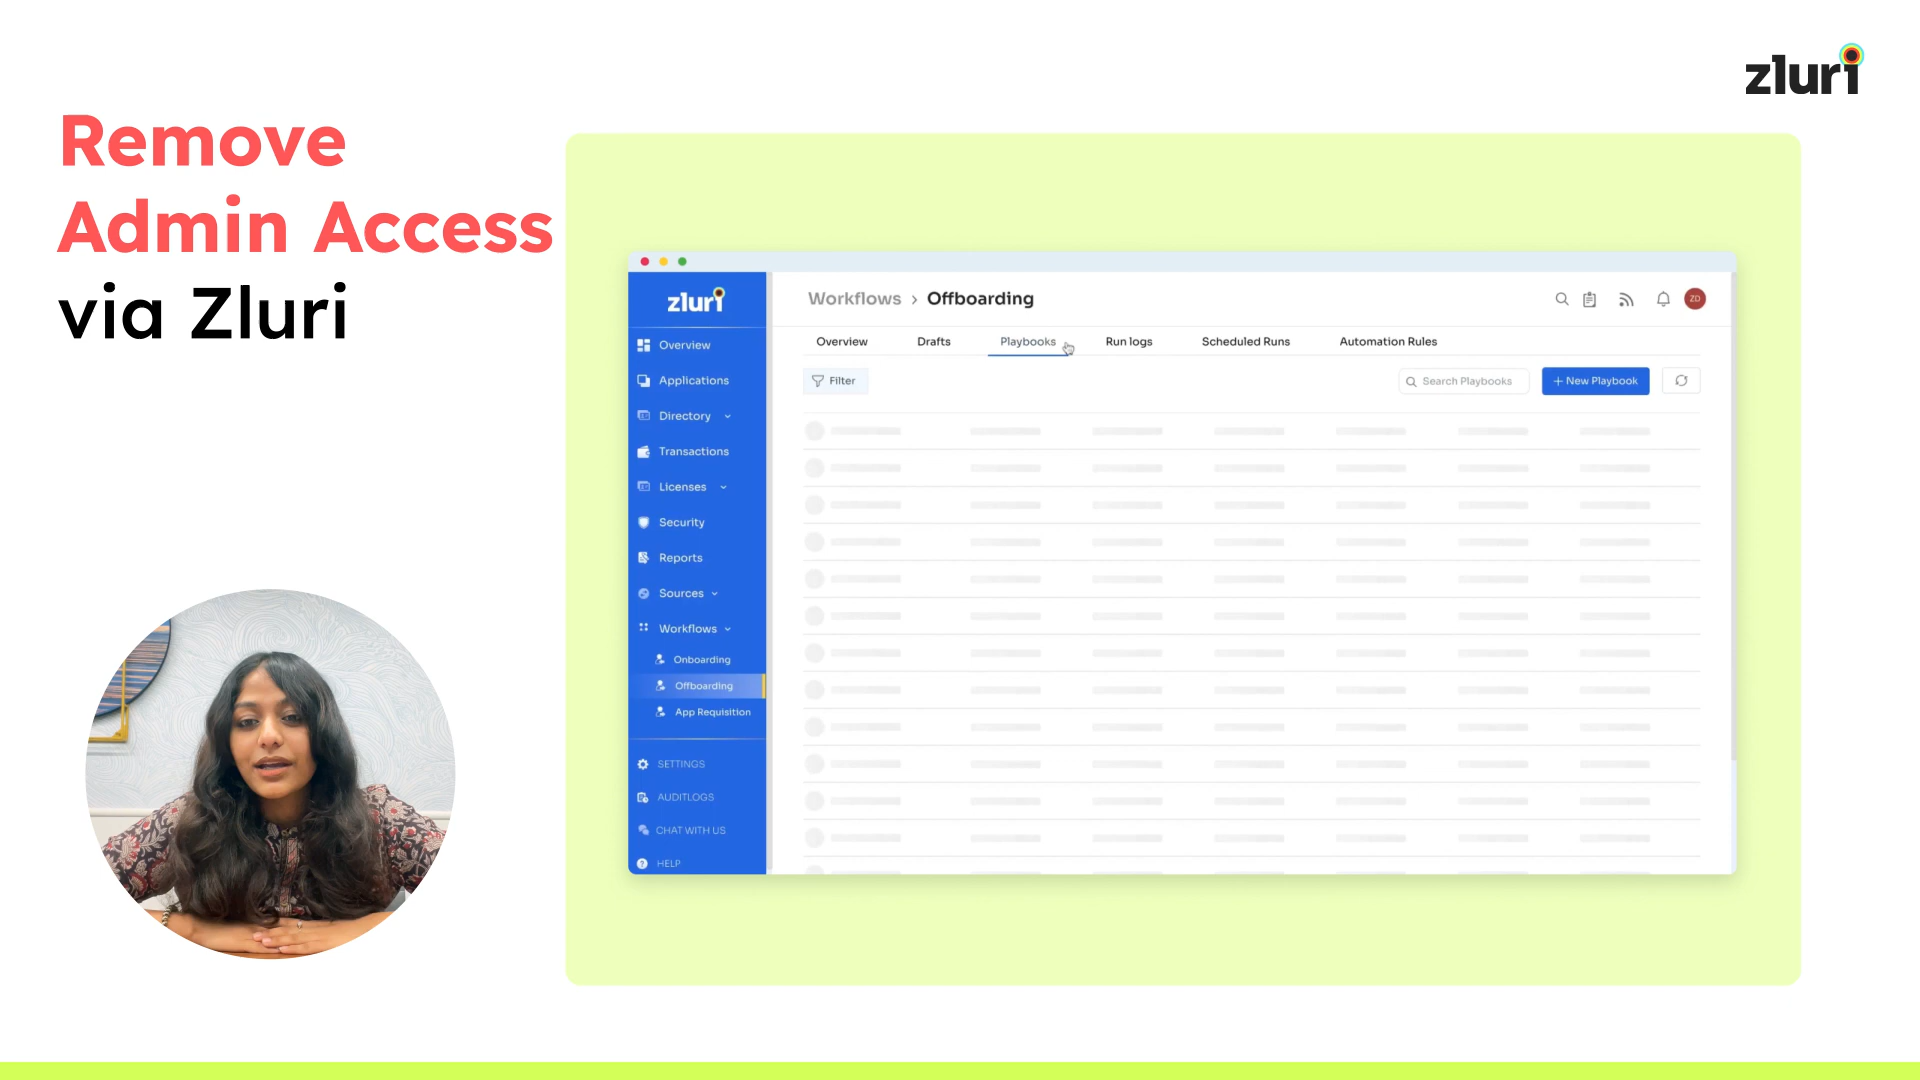 zluri
Remove
Admin Access
via Zluri
zluri
Workflows > Offboarding
ZD
Overview
Drafts
Playbooks
Run logs
Scheduled Runs
Automation Rules
Filter
Search Playbooks
+ New Playbook
Overview
Applications
Directory
Transactions
Licenses
Security
Reports
Sources
Workflows
Onboarding
Offboarding
App Requisition
SETTINGS
AUDITLOGS
CHAT WITH US
HELP